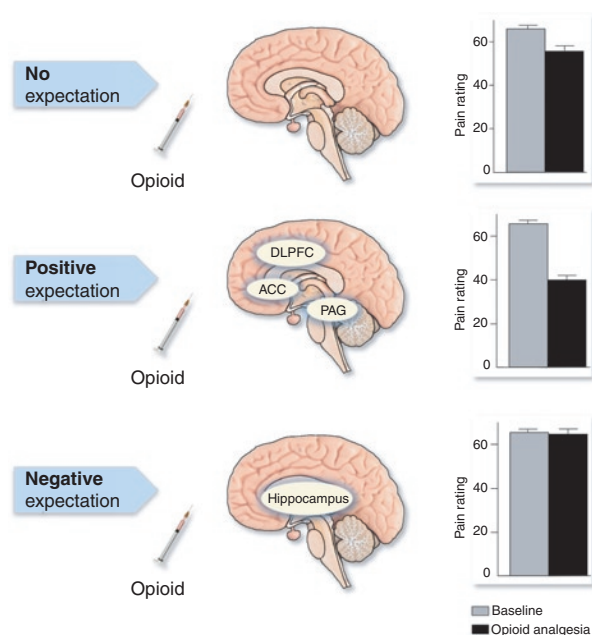 No
expectation
Opioid
Pain rating
60
40
20
0
Positive
expectation
Opioid
DLPFC
ACC
PAG
Pain rating
60
40
20
0
Negative
expectation
Opioid
Hippocampus
Pain rating
60
40
20
0
Baseline
Opioid analgesia